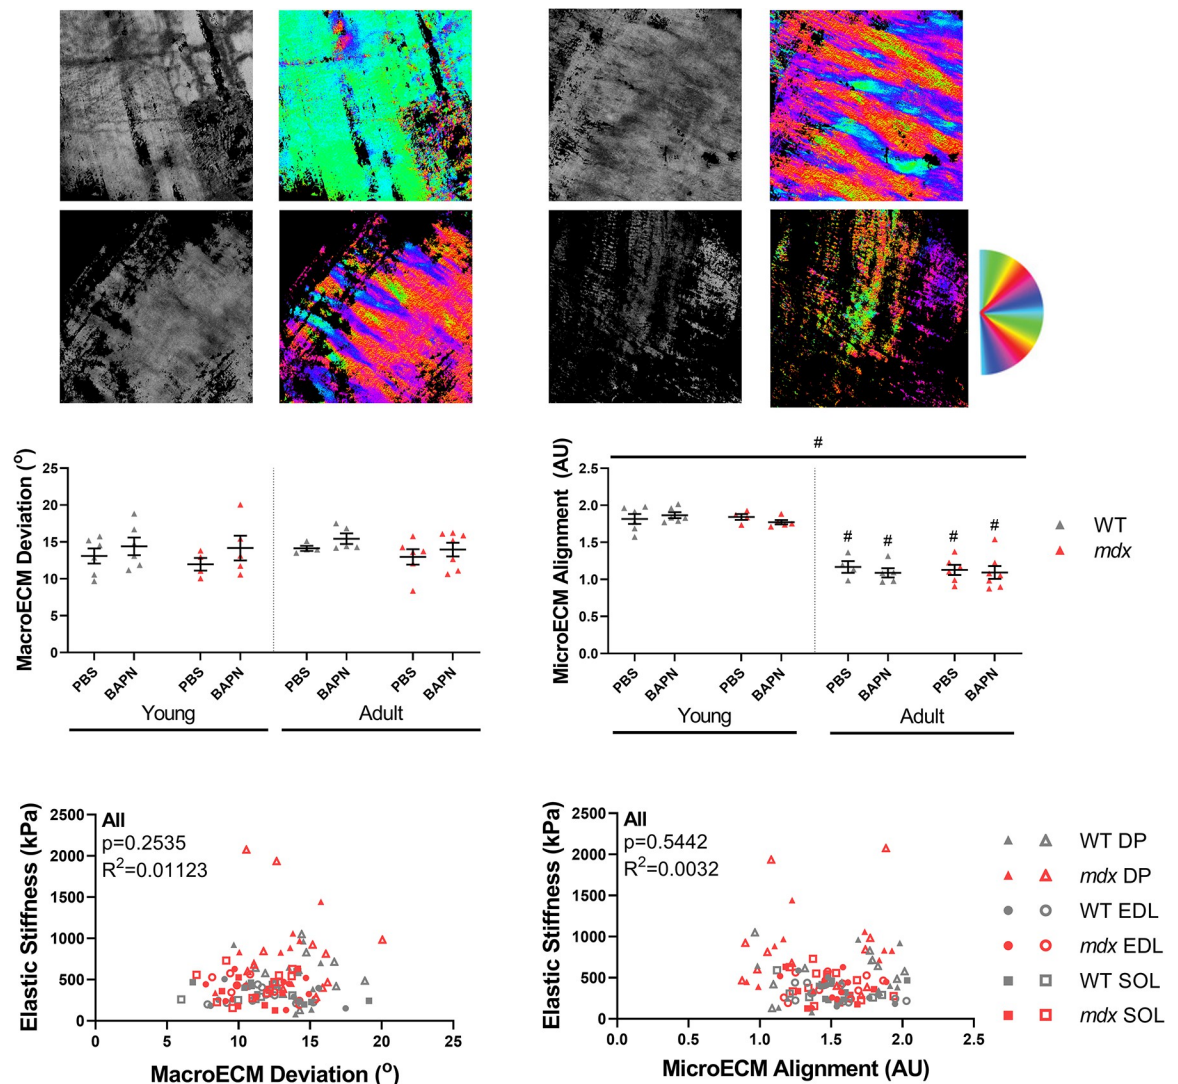 #
MacroECM Deviation (O)
25
20
15
10
5
0
PBS
BAPN
PBS
BAPN
PBS
BAPN
PBS
BAPN
Young
Adult
MicroECM Alignment (AU)
2.5
2.0
1.5
1.0
0.5
0.0
#
#
#
#
PBS
BAPN
PBS
BAPN
PBS
BAPN
PBS
BAPN
Young
Adult
WT
mdx
Elastic Stiffness (kPa)
2500
2000
1500
1000
500
0
All
p=0.2535
R2=0.01123
0
5
10
15
20
25
MacroECM Deviation (O)
Elastic Stiffness (kPa)
2500
2000
1500
1000
500
0
All
p=0.5442
R2=0.0032
0.0
0.5
1.0
1.5
2.0
2.5
MicroECM Alignment (AU)
WT DP
mdx DP
WT EDL
mdx EDL
WT SOL
mdx SOL